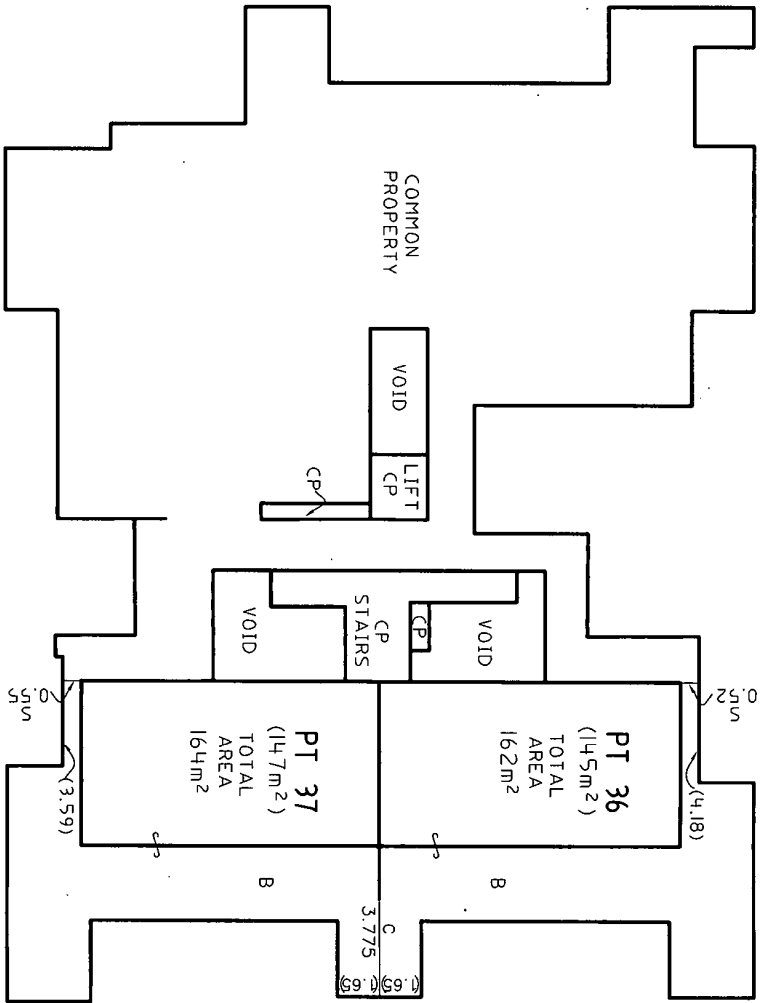 COMMON
PROPERTY
VOID
LIFT
CP
CP
VOID
CP
STAIRS
CP
VOID
0.55
S
(3.59)
PT 37
(147m²)
TOTAL
AREA
164m²
PT 36
(145m²)
TOTAL
AREA
162m²
0.52
S
(4.18)
B
B
C
3.775
(1.65)
(1.65)